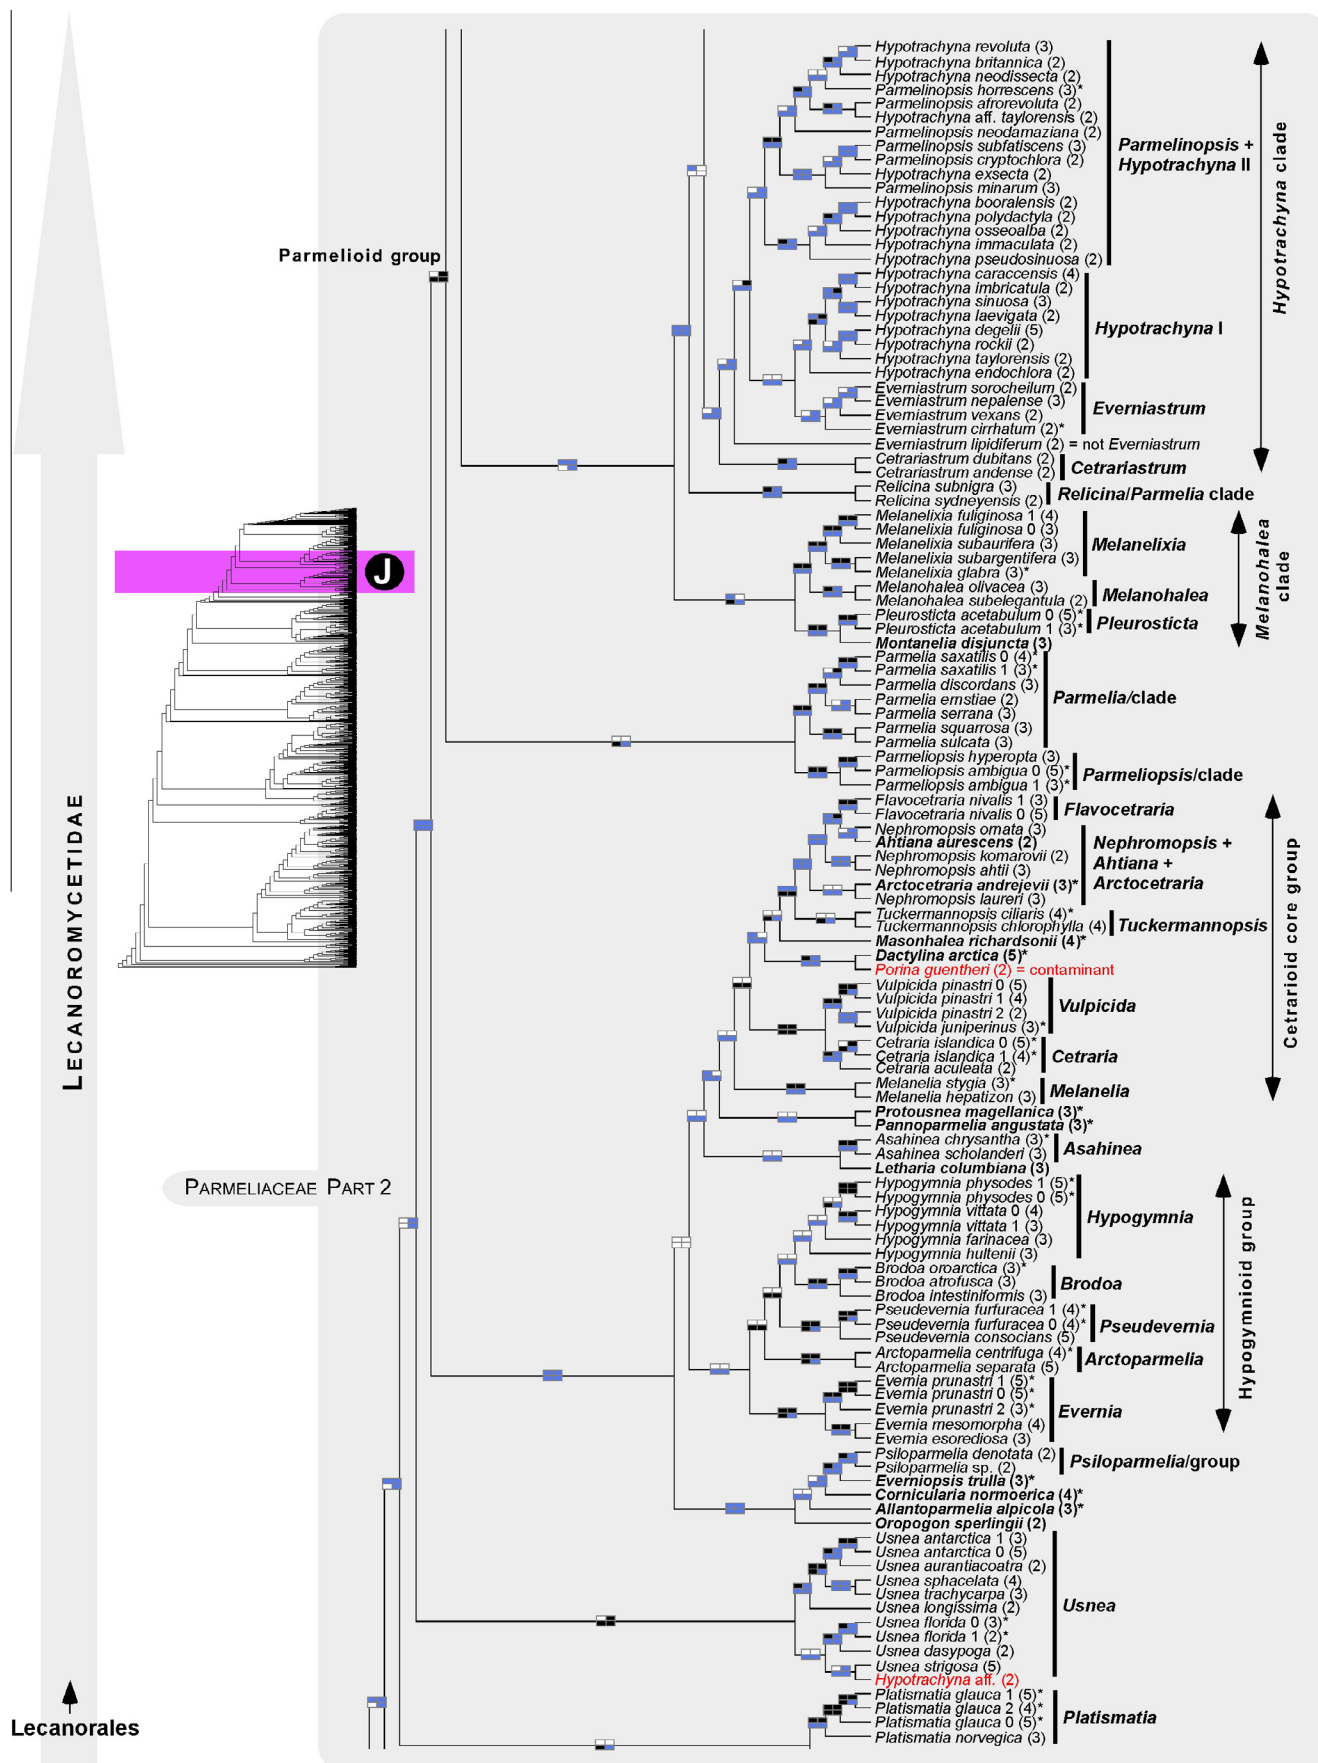 Hypotrachyna revoluta (3)
Hypotrachyna britannica (2)
Hypotrachyna neodissecta (2)
Parmelinopsis horrescens (3)*
Parmelinopsis afrorevoluta (2)
Hypotrachyna aff. taylorensis (2)
Parmelinopsis neodamaziana (2)
Parmelinopsis subfatiscens (3)
Parmelinopsis cryptochlora (2)
Hypotrachyna exsecta (2)
Parmelinopsis minarum (3)
Hypotrachyna booralensis (2)
Hypotrachyna polydactyla (2)
Hypotrachyna osseoalba (2)
Hypotrachyna immaculata (2)
Hypotrachyna pseudosinuosa (2)
Parmelinopsis +
Hypotrachyna II
Hypotrachyna caraccensis (4)
Hypotrachyna imbricatula (2)
Hypotrachyna sinuosa (3)
Hypotrachyna laevigata (2)
Hypotrachyna degelii (5)
Hypotrachyna rockii (2)
Hypotrachyna taylorensis (2)
Hypotrachyna endochlora (2)
Hypotrachyna I
Everniastrum sorocheilum (2)
Everniastrum nepalense (3)
Everniastrum vexans (2)
Everniastrum cirrhatum (2)*
Everniastrum
Everniastrum lipidiferum (2) = not Everniastrum
Cetrariastrum dubitans (2)
Cetrariastrum andense (2)
Cetrariastrum
Hypotrachyna clade
Relicina subnigra (3)
Relicina sydneyensis (2)
Relicina/Parmelia clade
Melanelixia fuliginosa 1 (4)
Melanelixia fuliginosa 0 (3)
Melanelixia subaurifera (3)
Melanelixia subargentifera (3)
Melanelixia glabra (3)*
Melanelixia
Melanohalea olivacea (3)
Melanohalea subelegantula (2)
Melanohalea
Pleurosticta acetabulum 0 (5)*
Pleurosticta acetabulum 1 (3)*
Pleurosticta
Montanelia disjuncta (3)
Melanohalea
clade
Parmelia saxatilis 0 (4)*
Parmelia saxatilis 1 (3)*
Parmelia discordans (3)
Parmelia ernstiae (2)
Parmelia serrana (3)
Parmelia squarrosa (3)
Parmelia sulcata (3)
Parmelia/clade
Parmeliopsis hyperopta (3)
Parmeliopsis ambigua 0 (5)*
Parmeliopsis ambigua 1 (3)*
Parmeliopsis/clade
Flavocetraria nivalis 1 (3)
Flavocetraria nivalis 0 (5)
Flavocetraria
Nephromopsis ornata (3)
Ahtiana aurescens (2)
Nephromopsis komarovii (2)
Nephromopsis ahtii (3)
Arctocetraria andrejevii (3)*
Nephromopsis laureri (3)
Nephromopsis +
Ahtiana +
Arctocetraria
Tuckermannopsis ciliaris (4)*
Tuckermannopsis chlorophylla (4)
Tuckermannopsis
Masonhalea richardsonii (4)*
Dactylina arctica (5)*
Porina guentheri (2) = contaminant
Vulpicida pinastri 0 (5)
Vulpicida pinastri 1 (4)
Vulpicida pinastri 2 (2)
Vulpicida juniperinus (3)*
Vulpicida
Cetraria islandica 0 (5)*
Cetraria islandica 1 (4)*
Cetraria aculeata (2)
Cetraria
Melanelia stygia (3)*
Melanelia hepatizon (3)
Melanelia
Cetrarioid core group
Protousnea magellanica (3)*
Pannoparmelia angustata (3)*
Asahinea chrysantha (3)*
Asahinea scholanderi (3)
Asahinea
Letharia columbiana (3)
Hypogymnia physodes 1 (5)*
Hypogymnia physodes 0 (5)*
Hypogymnia vittata 0 (4)
Hypogymnia vittata 1 (3)
Hypogymnia farinacea (3)
Hypogymnia hultenii (3)
Hypogymnia
Brodoa oroarctica (3)*
Brodoa atrofusca (3)
Brodoa intestiniformis (3)
Brodoa
Pseudevernia furfuracea 1 (4)*
Pseudevernia furfuracea 0 (4)*
Pseudevernia consocians (5)
Pseudevernia
Arctoparmelia centrifuga (4)*
Arctoparmelia separata (5)
Arctoparmelia
Evernia prunastri 1 (5)*
Evernia prunastri 0 (5)*
Evernia prunastri 2 (3)*
Evernia mesomorpha (4)
Evernia esorediosa (3)
Evernia
Hypogymnioid group
Psiloparmelia denotata (2)
Psiloparmelia sp. (2)
Psiloparmelia/group
Everniopsis trulla (3)*
Cornicularia normoerica (4)*
Allantoparmelia alpicola (3)*
Oropogon sperlingii (2)
Usnea antarctica 1 (3)
Usnea antarctica 0 (5)
Usnea aurantiacoatra (2)
Usnea sphacelata (4)
Usnea trachycarpa (3)
Usnea longissima (2)
Usnea florida 0 (3)*
Usnea florida 1 (2)*
Usnea dasypoga (2)
Usnea strigosa (5)
Hypotrachyna aff. (2)
Usnea
Platismatia glauca 1 (5)*
Platismatia glauca 2 (4)*
Platismatia glauca 0 (5)*
Platismatia norvegica (3)
Platismatia
Parmelioid group
J
LECANOROMYCETIDAE
PARMELIACEAE PART 2
Lecanorales